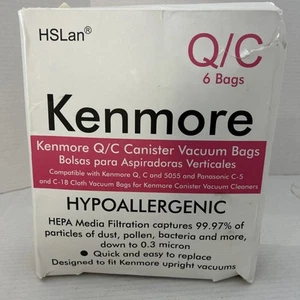 HSLan®
Q/C
6 Bags
Kenmore
Kenmore Q/C Canister Vacuum Bags
Bolsas para Aspiradoras Verticales
Compatible with Kenmore Q, C and 5055 and Panasonic C-5
and C-18 Cloth Vacuum Bags for Kenmore Canister Vacuum Cleaners
HYPOALLERGENIC
HEPA Media Filtration captures 99.97% of
particles of dust, pollen, bacteria and more,
down to 0.3 micron
• Quick and easy to replace
Designed to fit Kenmore upright vacuums